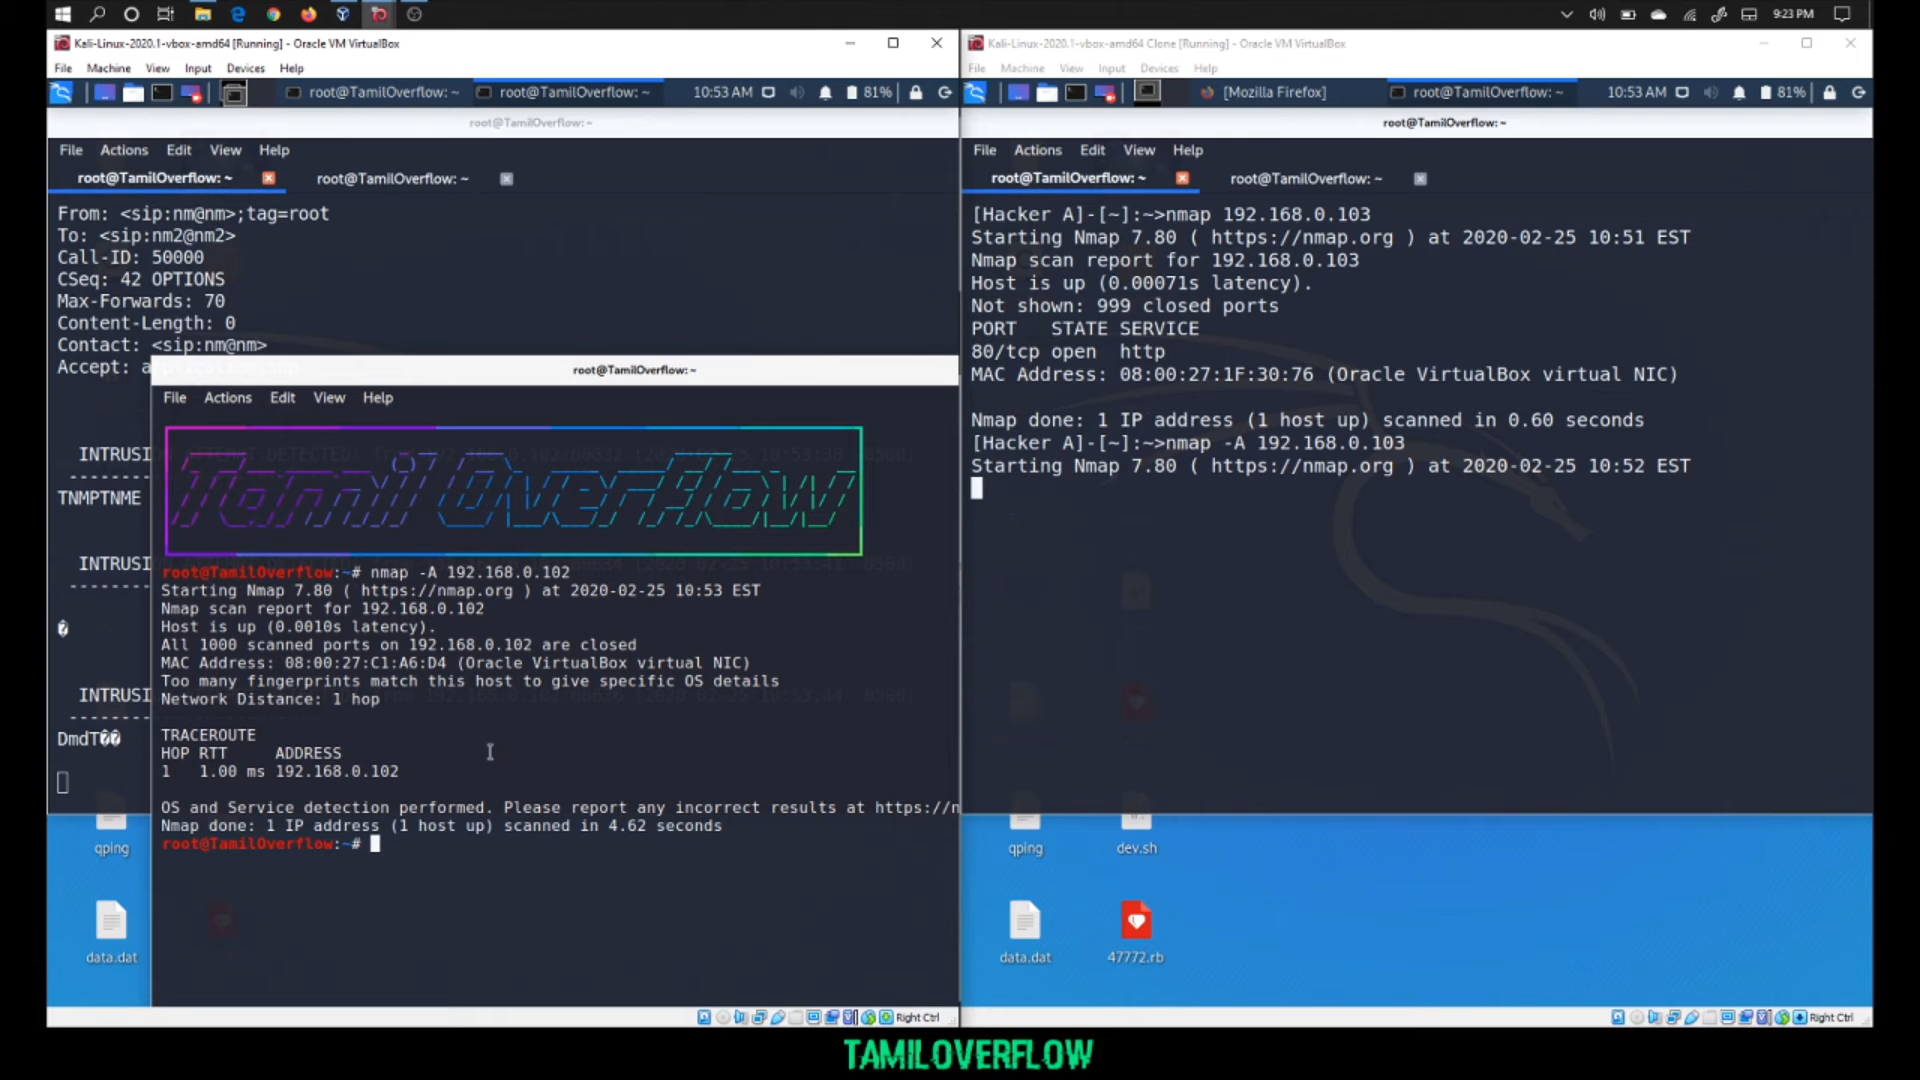 9:23 PM
Kali-Linux-2020.1-vbox-amd64 [Running] - Oracle VM VirtualBox
File Machine View Input Devices Help
root@TamilOverflow: ~
root@TamilOverflow: ~
10:53 AM
81%
root@TamilOverflow: ~
File Actions Edit View Help
root@TamilOverflow: ~
root@TamilOverflow: ~
From: <sip:nm@nm>;tag=root
To: <sip:nm2@nm2>
Call-ID: 50000
CSeq: 42 OPTIONS
Max-Forwards: 70
Content-Length: 0
Contact: <sip:nm@nm>
Accept: a
INTRUSI
TNMPTNME
INTRUSI
INTRUSI
DmdT��
root@TamilOverflow: ~
File Actions Edit View Help
Tamil Overflow
root@TamilOverflow:~# nmap -A 192.168.0.102
Starting Nmap 7.80 ( https://nmap.org ) at 2020-02-25 10:53 EST
Nmap scan report for 192.168.0.102
Host is up (0.0010s latency).
All 1000 scanned ports on 192.168.0.102 are closed
MAC Address: 08:00:27:C1:A6:D4 (Oracle VirtualBox virtual NIC)
Too many fingerprints match this host to give specific OS details
Network Distance: 1 hop
TRACEROUTE
HOP RTT ADDRESS
1 1.00 ms 192.168.0.102
OS and Service detection performed. Please report any incorrect results at https://n
Nmap done: 1 IP address (1 host up) scanned in 4.62 seconds
root@TamilOverflow:~#
qping
data.dat
Right Ctrl
Kali-Linux-2020.1-vbox-amd64 Clone [Running] - Oracle VM VirtualBox
File Machine View Input Devices Help
[Mozilla Firefox]
root@TamilOverflow: ~
10:53 AM
81%
root@TamilOverflow: ~
File Actions Edit View Help
root@TamilOverflow: ~
root@TamilOverflow: ~
[Hacker A]-[~]:~>nmap 192.168.0.103
Starting Nmap 7.80 ( https://nmap.org ) at 2020-02-25 10:51 EST
Nmap scan report for 192.168.0.103
Host is up (0.00071s latency).
Not shown: 999 closed ports
PORT STATE SERVICE
80/tcp open http
MAC Address: 08:00:27:1F:30:76 (Oracle VirtualBox virtual NIC)
Nmap done: 1 IP address (1 host up) scanned in 0.60 seconds
[Hacker A]-[~]:~>nmap -A 192.168.0.103
Starting Nmap 7.80 ( https://nmap.org ) at 2020-02-25 10:52 EST
qping
dev.sh
data.dat
47772.rb
Right Ctrl
TAMILOVERFLOW